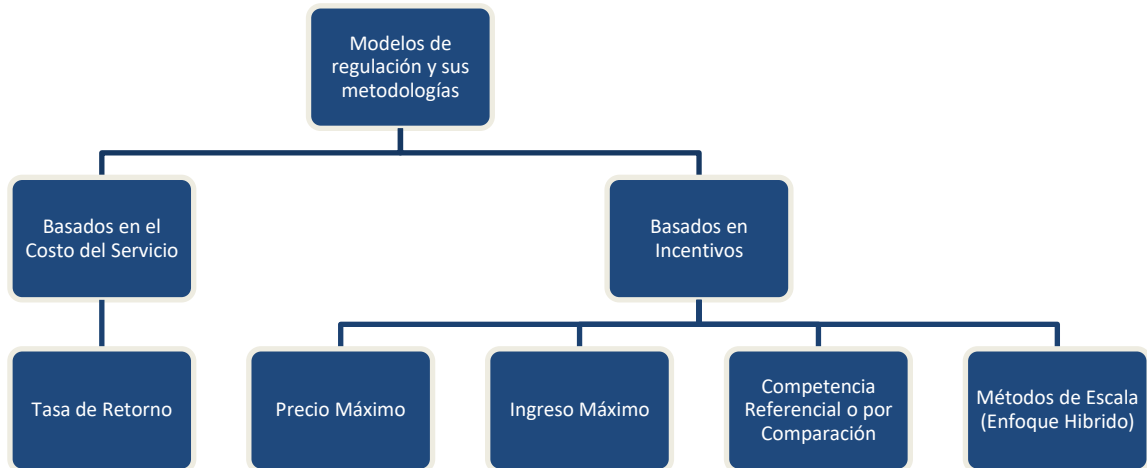 Modelos de
regulación y sus
metodologías
Basados en el
Costo del Servicio
Basados en
Incentivos
Tasa de Retorno
Precio Máximo
Ingreso Máximo
Competencia
Referencial o por
Comparación
Métodos de Escala
(Enfoque Hibrido)